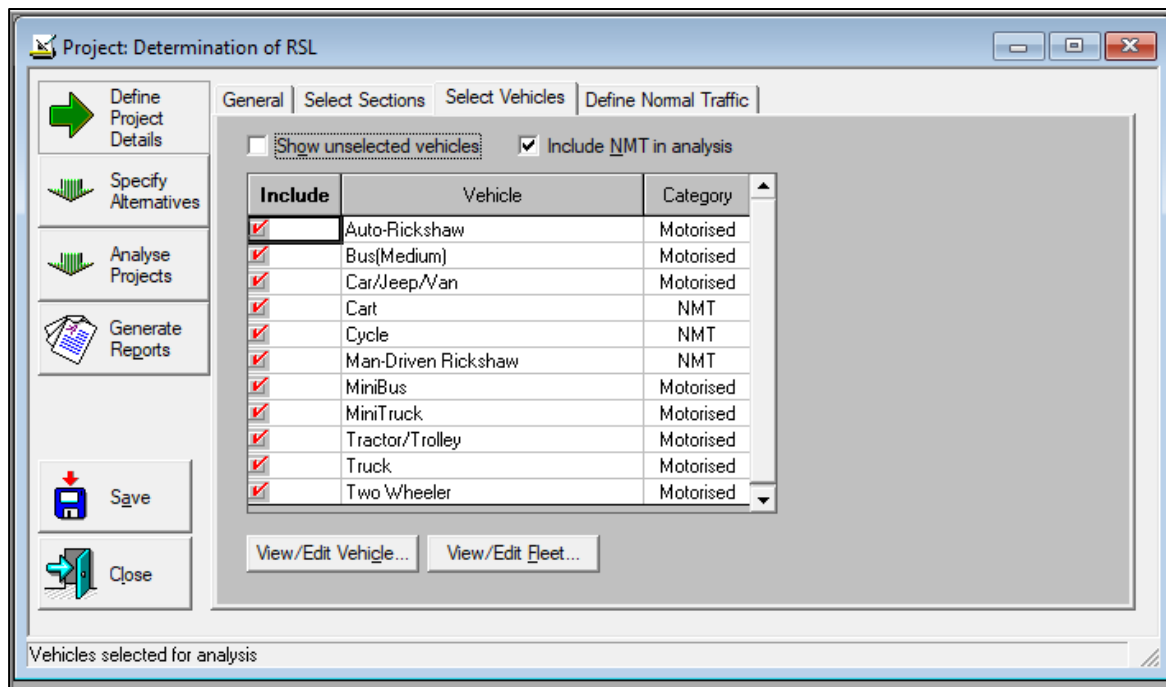 Project: Determination of RSL
Define
Project
Details
Specify
Alternatives
Analyse
Projects
Generate
Reports
Save
Close
General Select Sections Select Vehicles Define Normal Traffic
Show unselected vehicles Include NMT in analysis
Include Vehicle Category
Auto-Rickshaw Motorised
Bus(Medium) Motorised
Car/Jeep/Van Motorised
Cart NMT
Cycle NMT
Man-Driven Rickshaw NMT
MiniBus Motorised
MiniTruck Motorised
Tractor/Trolley Motorised
Truck Motorised
Two Wheeler Motorised
View/Edit Vehicle... View/Edit Fleet...
Vehicles selected for analysis